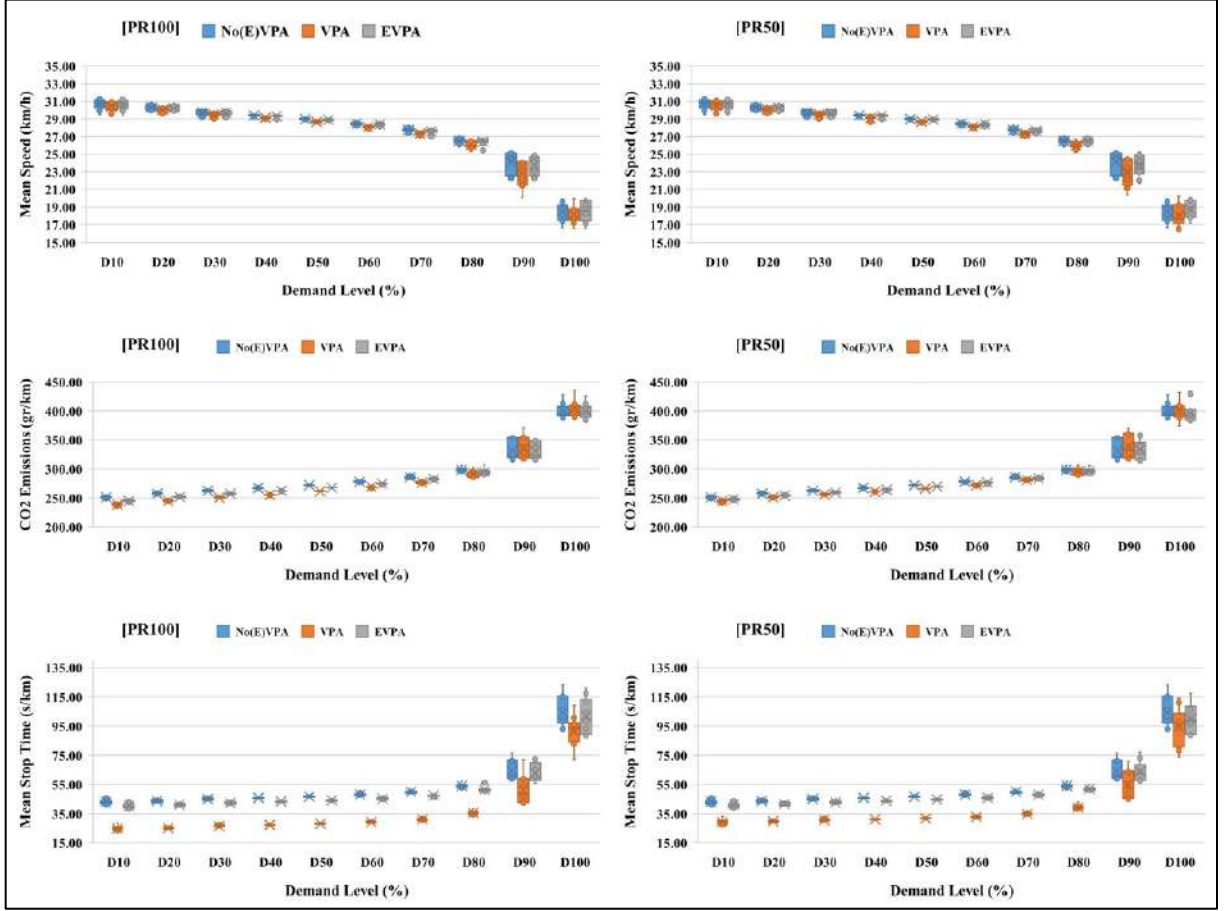 [PR100] No(E)VPA VPA EVPA
Mean Speed (km/h)
35.00
33.00
31.00
29.00
27.00
25.00
23.00
21.00
19.00
17.00
15.00
D10 D20 D30 D40 D50 D60 D70 D80 D90 D100
Demand Level (%)
[PR50] No(E)VPA VPA EVPA
Mean Speed (km/h)
35.00
33.00
31.00
29.00
27.00
25.00
23.00
21.00
19.00
17.00
15.00
D10 D20 D30 D40 D50 D60 D70 D80 D90 D100
Demand Level (%)
[PR100] No(E)VPA VPA EVPA
CO2 Emissions (gr/km)
450.00
400.00
350.00
300.00
250.00
200.00
D10 D20 D30 D40 D50 D60 D70 D80 D90 D100
Demand Level (%)
[PR50] No(E)VPA VPA EVPA
CO2 Emissions (gr/km)
450.00
400.00
350.00
300.00
250.00
200.00
D10 D20 D30 D40 D50 D60 D70 D80 D90 D100
Demand Level (%)
[PR100] No(E)VPA VPA EVPA
Mean Stop Time (s/km)
135.00
115.00
95.00
75.00
55.00
35.00
15.00
D10 D20 D30 D40 D50 D60 D70 D80 D90 D100
Demand Level (%)
[PR50] No(E)VPA VPA EVPA
Mean Stop Time (s/km)
135.00
115.00
95.00
75.00
55.00
35.00
15.00
D10 D20 D30 D40 D50 D60 D70 D80 D90 D100
Demand Level (%)